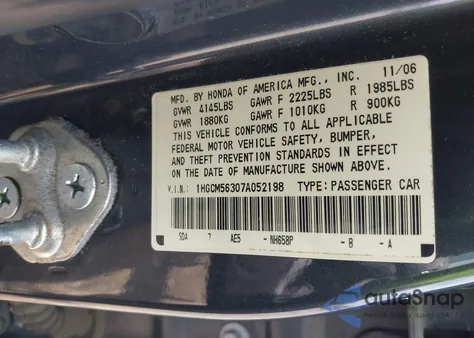 MFD. BY HONDA OF AMERICA MFG., INC. 11/06
GVWR 4145LBS GAWR F 2225LBS R 1985LBS
GVWR 1880KG GAWR F 1010KG R 900KG
THIS VEHICLE CONFORMS TO ALL APPLICABLE
FEDERAL MOTOR VEHICLE SAFETY, BUMPER,
AND THEFT PREVENTION STANDARDS IN EFFECT
ON THE DATE OF MANUFACTURE SHOWN ABOVE.
V.I.N.: 1HGCM56307A052198 TYPE: PASSENGER CAR
SDA 7 AE5 - NH658P - B - A
autoSnap